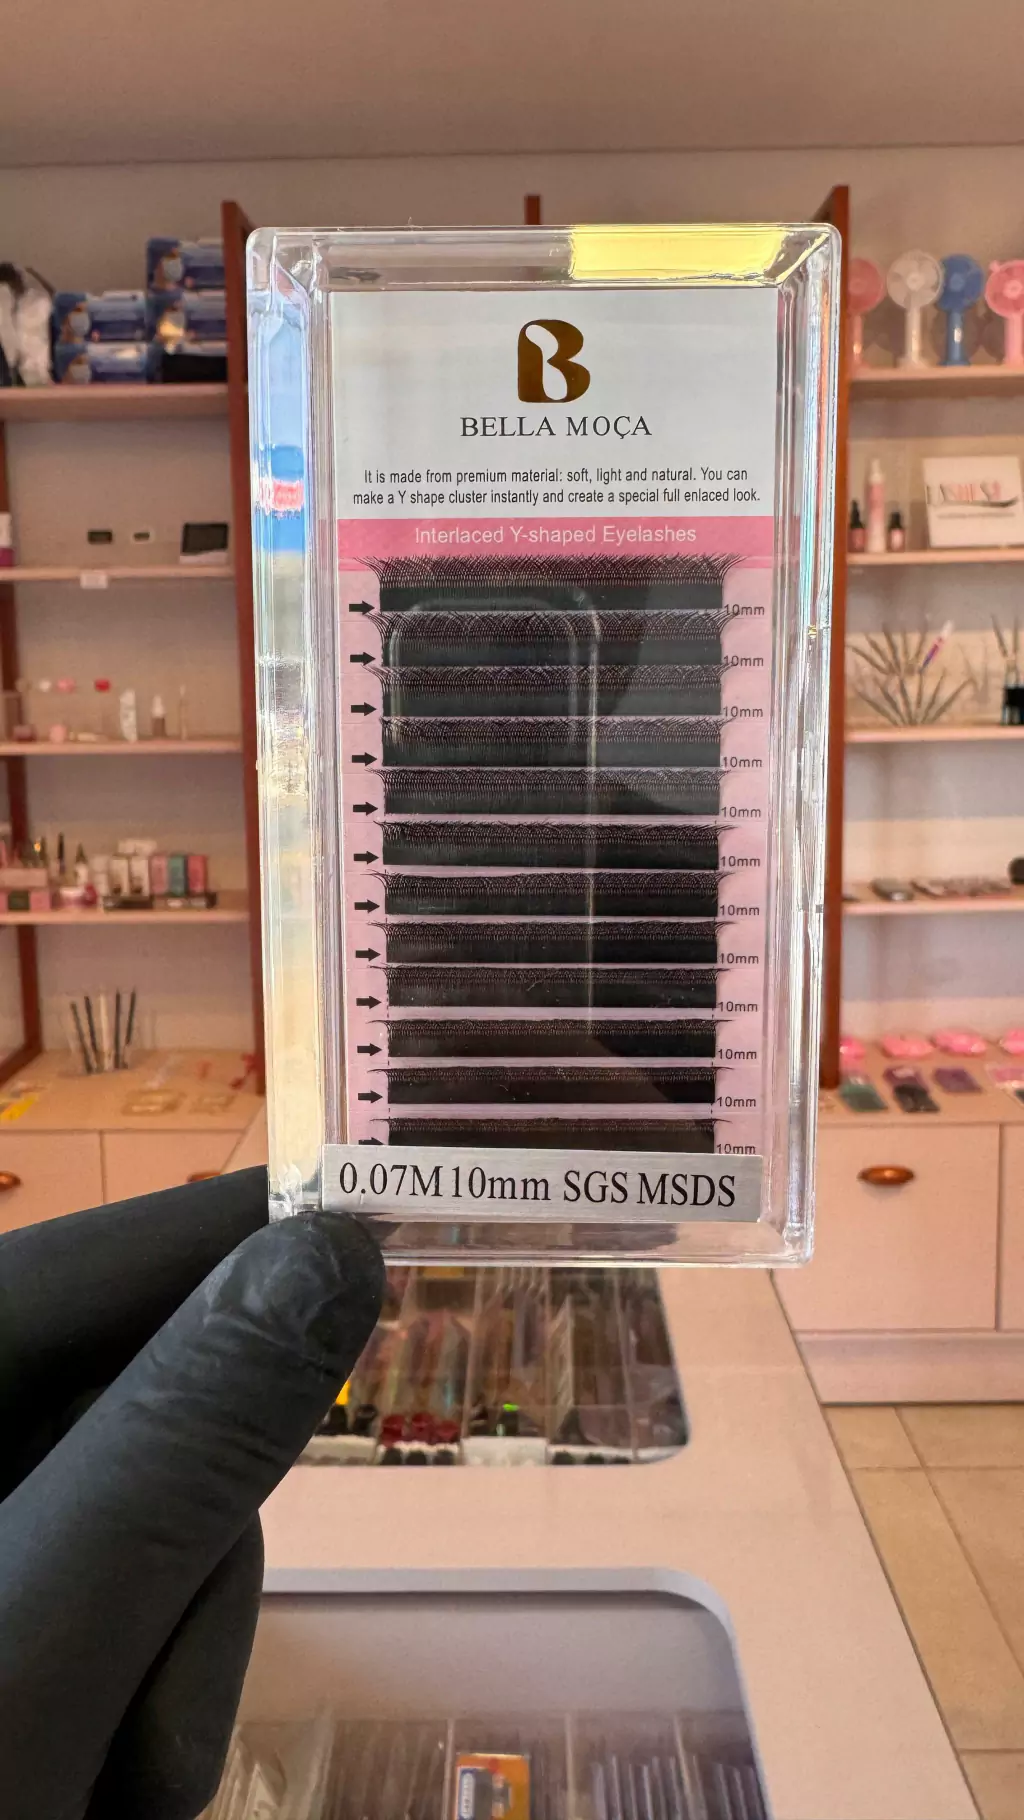 BELLA MOÇA
It is made from premium material: soft, light and natural. You can
make a Y shape cluster instantly and create a special full enlaced look.
Interlaced Y-shaped Eyelashes
10mm
10mm
10mm
10mm
10mm
10mm
10mm
10mm
10mm
10mm
10mm
10mm
0.07M 10mm SGS MSDS